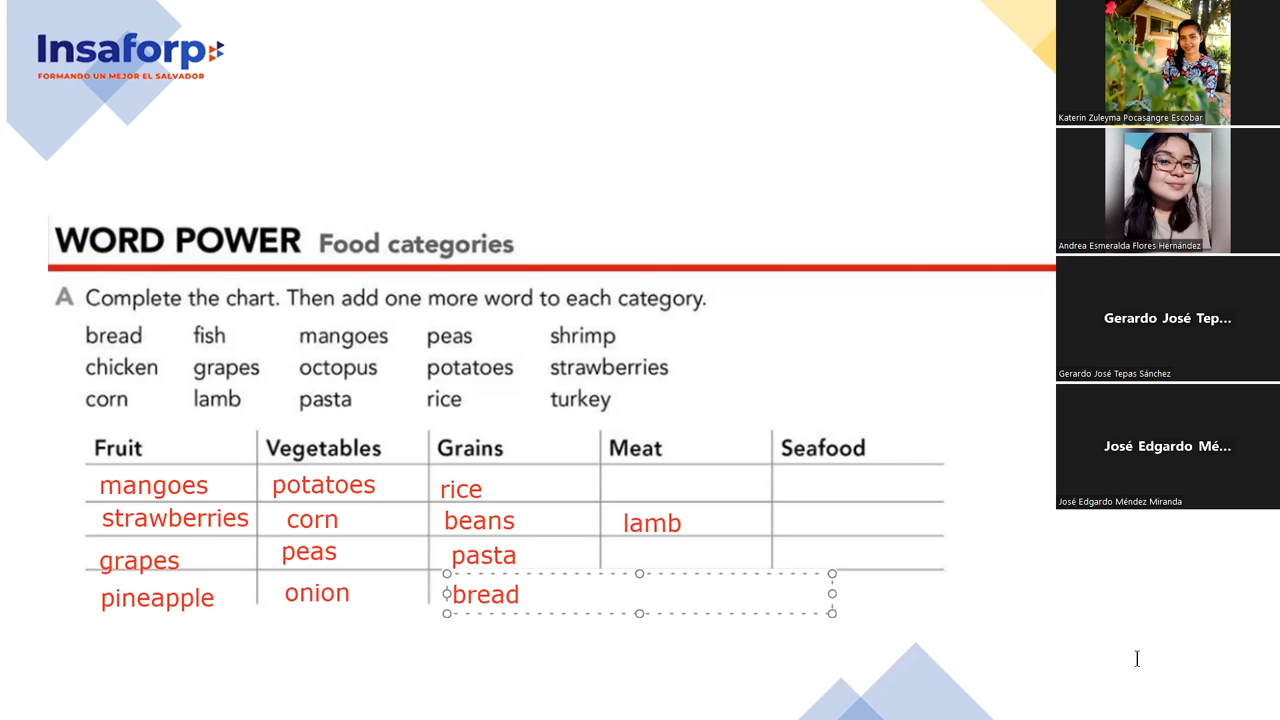 Insaforp
FORMANDO UN MEJOR EL SALVADOR
WORD POWER Food categories
A Complete the chart. Then add one more word to each category.
bread fish mangoes peas shrimp
chicken grapes octopus potatoes strawberries
corn lamb pasta rice turkey
Fruit Vegetables Grains Meat Seafood
mangoes potatoes rice
strawberries corn beans lamb
grapes peas pasta
pineapple onion bread
Katerin Zuleyma Pocasangre Escobar
Andrea Esmeralda Flores Hernández
Gerardo José Tep...
Gerardo José Tepas Sánchez
José Edgardo Mé...
José Edgardo Méndez Miranda